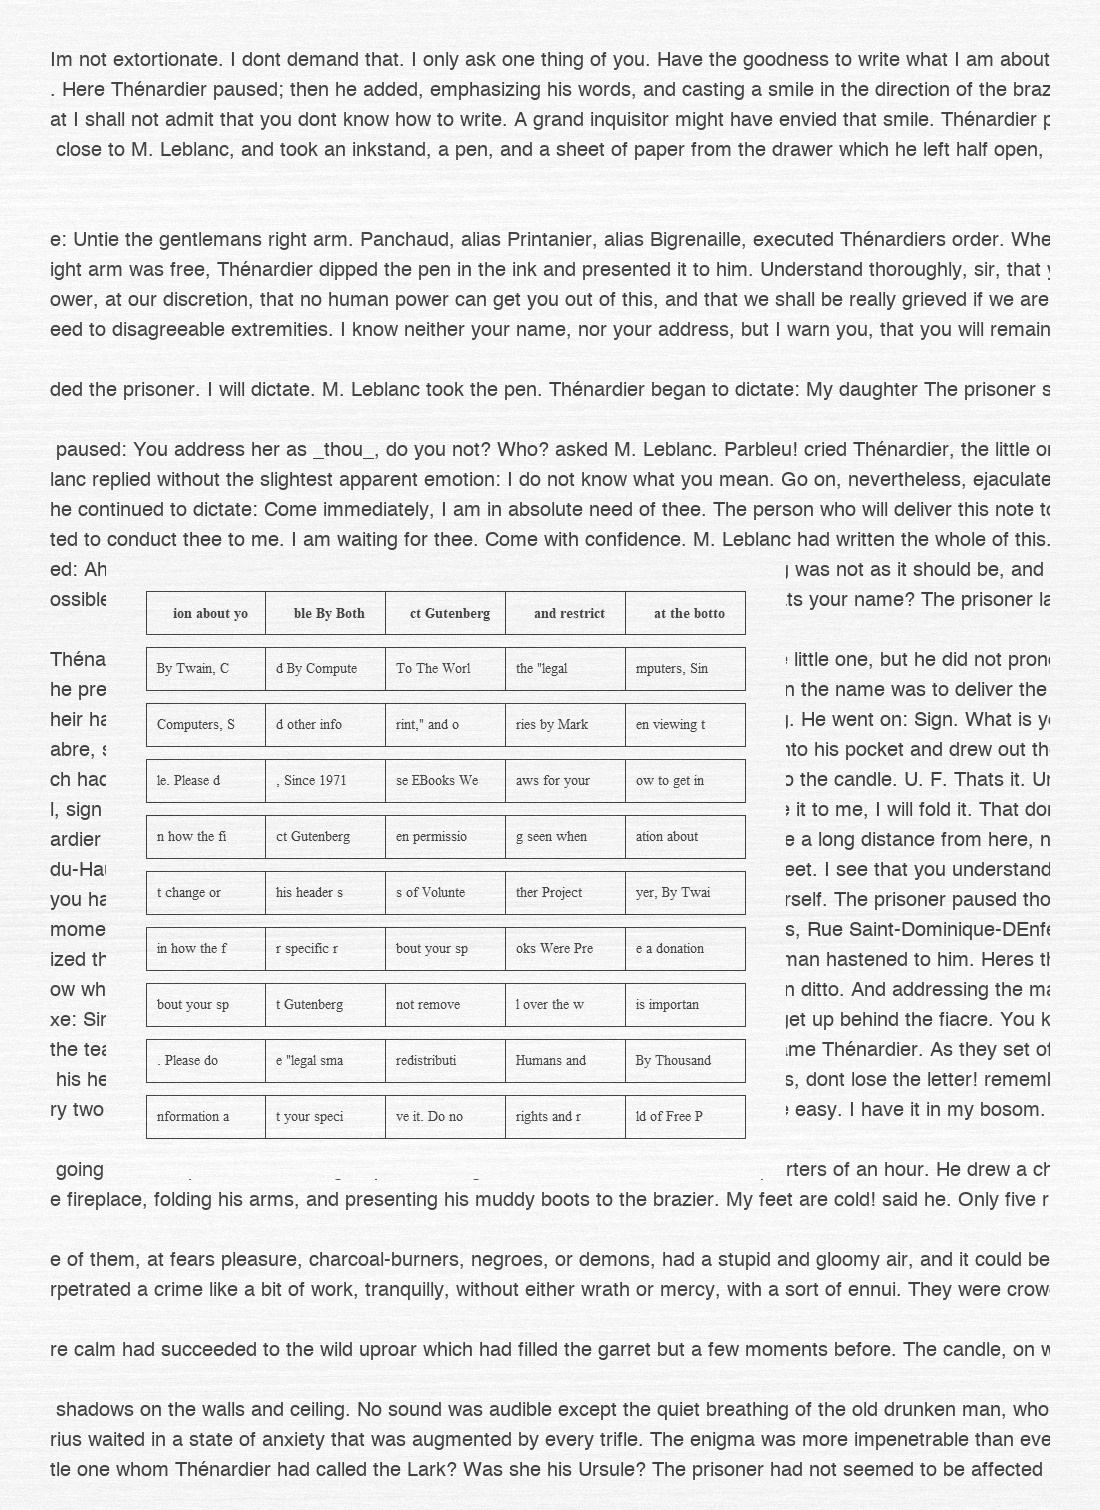 Im not extortionate. I dont demand that. I only ask one thing of you. Have the goodness to write what I am about
. Here Thénardier paused; then he added, emphasizing his words, and casting a smile in the direction of the braz
at I shall not admit that you dont know how to write. A grand inquisitor might have envied that smile. Thénardier p
close to M. Leblanc, and took an inkstand, a pen, and a sheet of paper from the drawer which he left half open,
e: Untie the gentlemans right arm. Panchaud, alias Printanier, alias Bigrenaille, executed Thénardiers order. Whe
ight arm was free, Thénardier dipped the pen in the ink and presented it to him. Understand thoroughly, sir, that y
ower, at our discretion, that no human power can get you out of this, and that we shall be really grieved if we are
eed to disagreeable extremities. I know neither your name, nor your address, but I warn you, that you will remain
ded the prisoner. I will dictate. M. Leblanc took the pen. Thénardier began to dictate: My daughter The prisoner s
paused: You address her as _thou_, do you not? Who? asked M. Leblanc. Parbleu! cried Thénardier, the little on
lanc replied without the slightest apparent emotion: I do not know what you mean. Go on, nevertheless, ejaculate
he continued to dictate: Come immediately, I am in absolute need of thee. The person who will deliver this note to
ted to conduct thee to me. I am waiting for thee. Come with confidence. M. Leblanc had written the whole of this.
ed: Ah
ossible
Théna
he pre
heir ha
abre, s
ch had
l, sign
ardier
du-Hau
you ha
mome
ized th
ow wh
xe: Sir
the tea
his he
ry two
going
ion about yo ble By Both ct Gutenberg and restrict at the botto
By Twain, C d By Compute To The Worl the "legal mputers, Sin
Computers, S d other info rint," and o ries by Mark en viewing t
le. Please d , Since 1971 se EBooks We aws for your ow to get in
n how the fi ct Gutenberg en permissio g seen when ation about
t change or his header s s of Volunte ther Project yer, By Twai
in how the f r specific r bout your sp oks Were Pre e a donation
bout your sp t Gutenberg not remove l over the w is importan
. Please do e "legal sma redistributi Humans and By Thousand
nformation a t your speci ve it. Do no rights and r ld of Free P
was not as it should be, and
ts your name? The prisoner la
little one, but he did not pron
n the name was to deliver the
. He went on: Sign. What is yo
nto his pocket and drew out th
o the candle. U. F. Thats it. Ur
e it to me, I will fold it. That don
e a long distance from here, n
eet. I see that you understand
rself. The prisoner paused tho
s, Rue Saint-Dominique-DEnfe
man hastened to him. Heres th
n ditto. And addressing the ma
get up behind the fiacre. You k
me Thénardier. As they set of
s, dont lose the letter! rememb
easy. I have it in my bosom.
rters of an hour. He drew a ch
e fireplace, folding his arms, and presenting his muddy boots to the brazier. My feet are cold! said he. Only five r
e of them, at fears pleasure, charcoal-burners, negroes, or demons, had a stupid and gloomy air, and it could be
rpetrated a crime like a bit of work, tranquilly, without either wrath or mercy, with a sort of ennui. They were crow
re calm had succeeded to the wild uproar which had filled the garret but a few moments before. The candle, on w
shadows on the walls and ceiling. No sound was audible except the quiet breathing of the old drunken man, who
rius waited in a state of anxiety that was augmented by every trifle. The enigma was more impenetrable than eve
tle one whom Thénardier had called the Lark? Was she his Ursule? The prisoner had not seemed to be affected